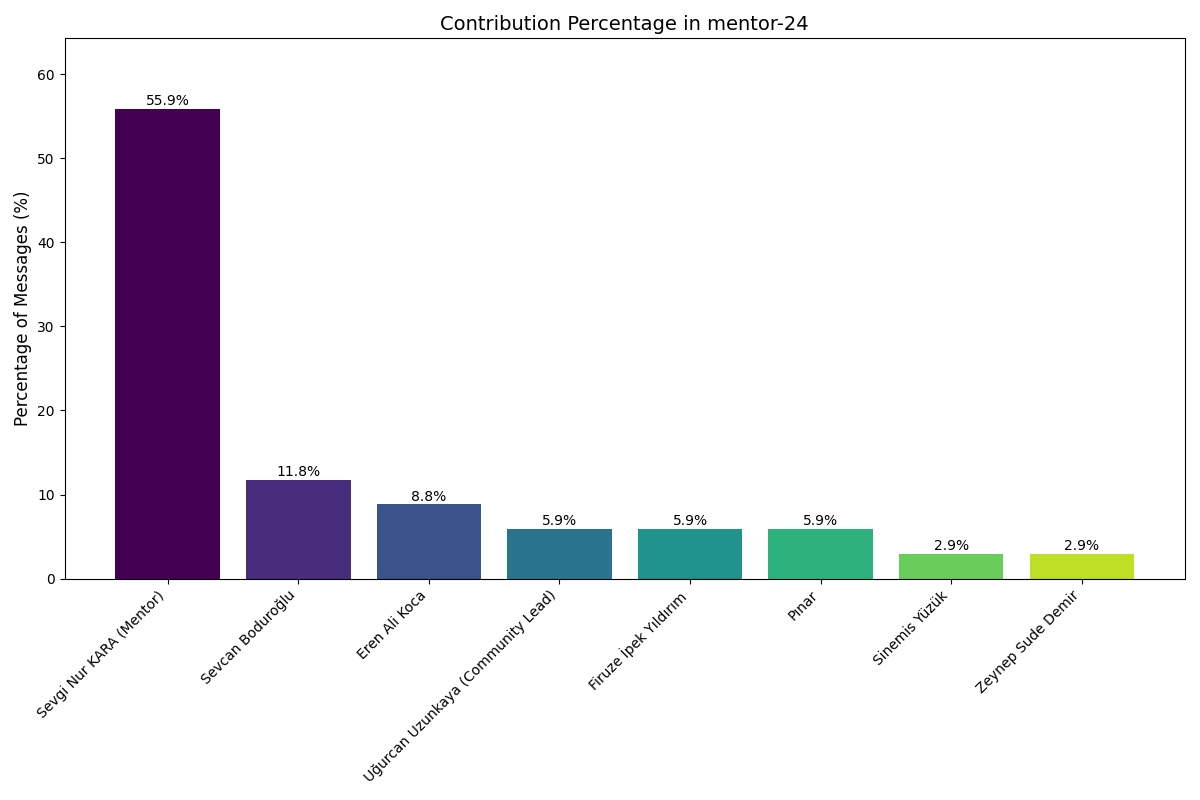 Contribution Percentage in mentor-24
Percentage of Messages (%)
60
50
40
30
20
10
0
55.9%
11.8%
8.8%
5.9%
5.9%
5.9%
2.9%
2.9%
Sevgi Nur KARA (Mentor)
Sevcan Boduroğlu
Eren Ali Koca
Uğurcan Uzunkaya (Community Lead)
Firuze İpek Yıldırım
Pınar
Sinemis Yüzük
Zeynep Sude Demir